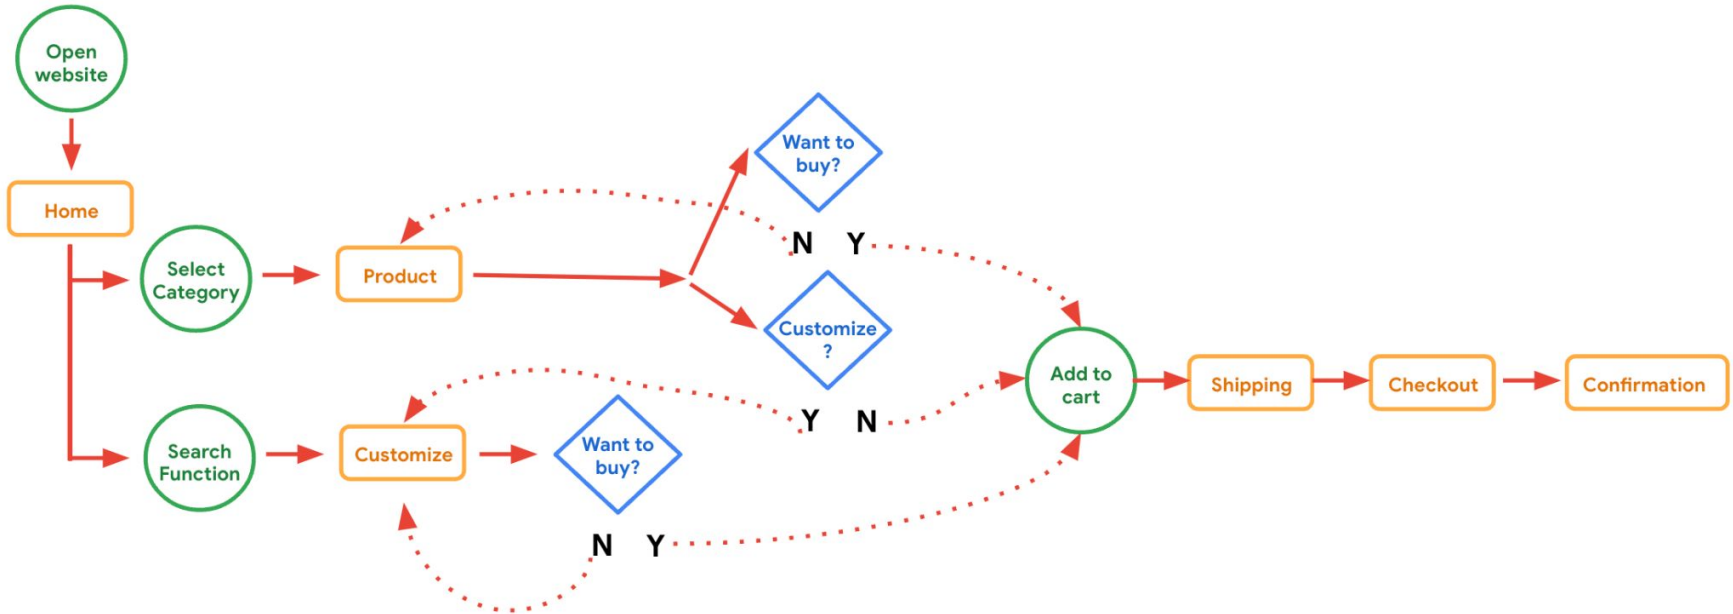 Open
website
Home
Select
Category
Product
Want to
buy?
N Y
Customize
?
Y N
Search
Function
Customize
Want to
buy?
N Y
Add to
cart
Shipping
Checkout
Confirmation